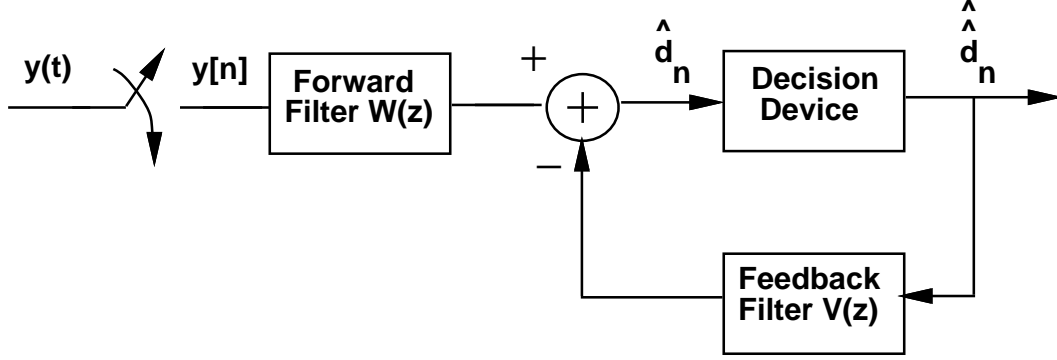 y(t)
y[n]
Forward
Filter W(z)
+
+
−
d̂n
Decision
Device
d̂̂n
Feedback
Filter V(z)